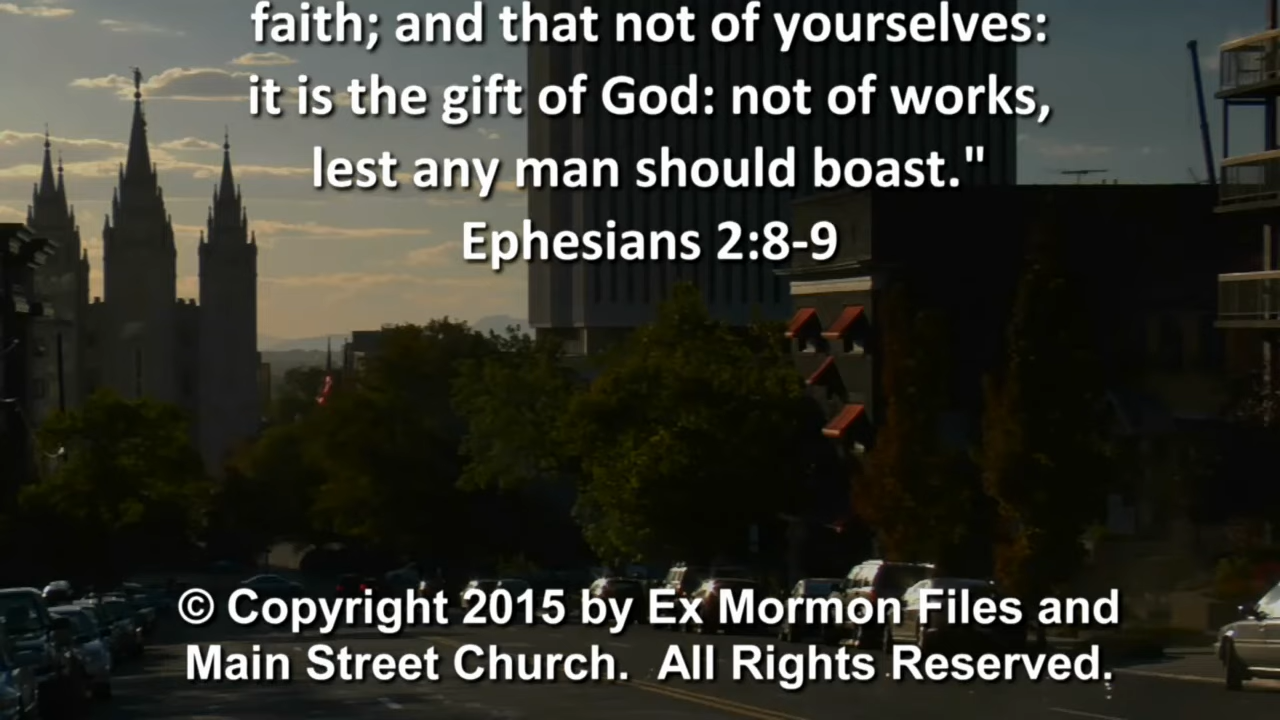 faith; and that not of yourselves:
it is the gift of God: not of works,
lest any man should boast."
Ephesians 2:8-9
© Copyright 2015 by Ex Mormon Files and
Main Street Church. All Rights Reserved.